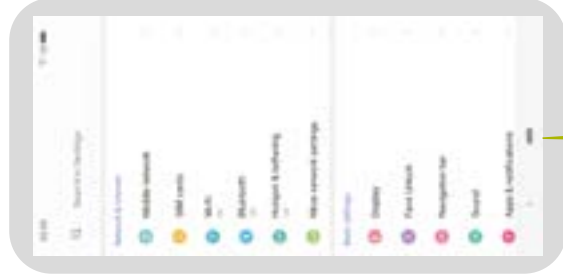 Search in Settings
Network & internet
Mobile network
SIM cards
Wi-Fi
Bluetooth
Hotspot & tethering
More network settings
Basic settings
Display
Face Unlock
Navigation bar
Sound
Apps & notifications